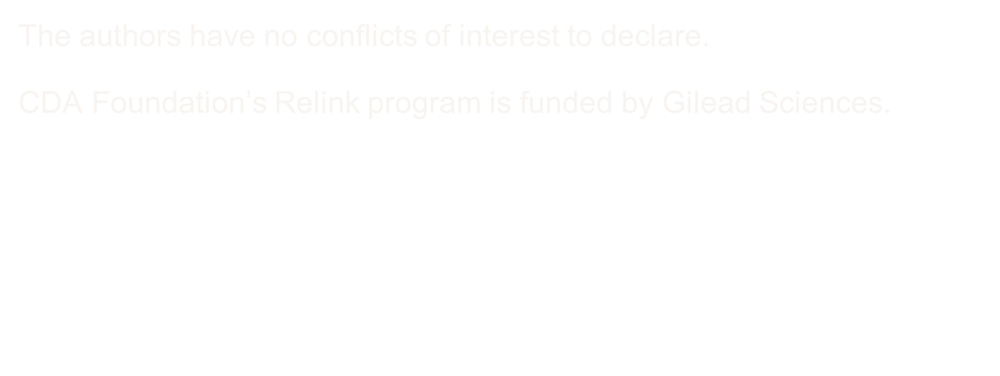 The authors have no conflicts of interest to declare.
CDA Foundation’s Relink program is funded by Gilead Sciences.